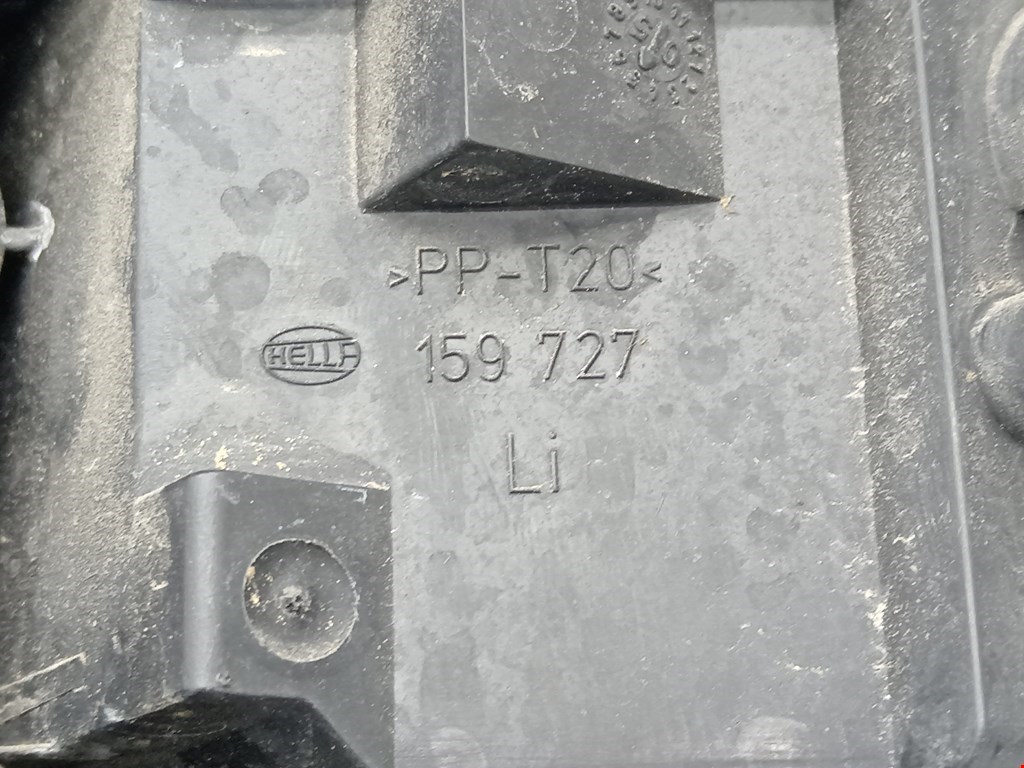 >PP-T20<
HELLA 159 727
Li